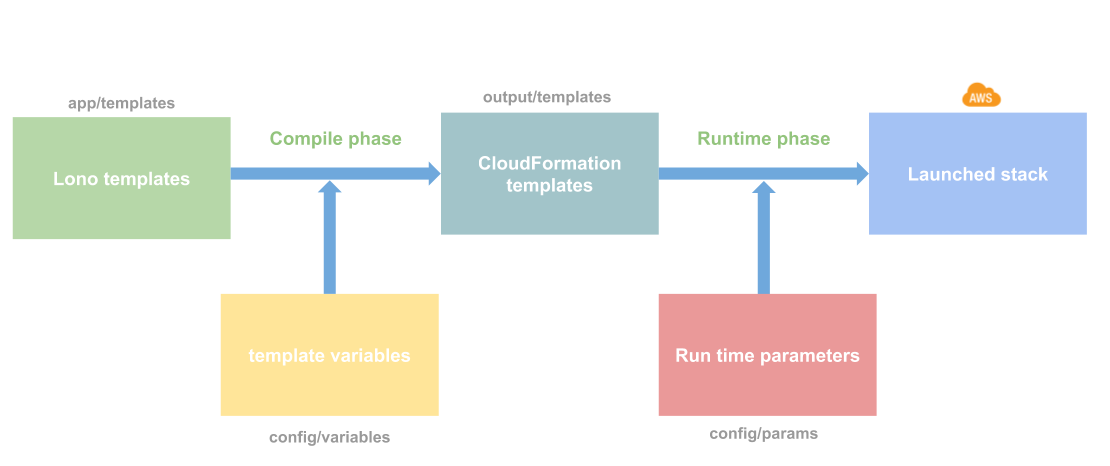 app/templates
Lono templates
Compile phase
output/templates
CloudFormation
templates
Runtime phase
AWS
Launched stack
template variables
config/variables
Run time parameters
config/params